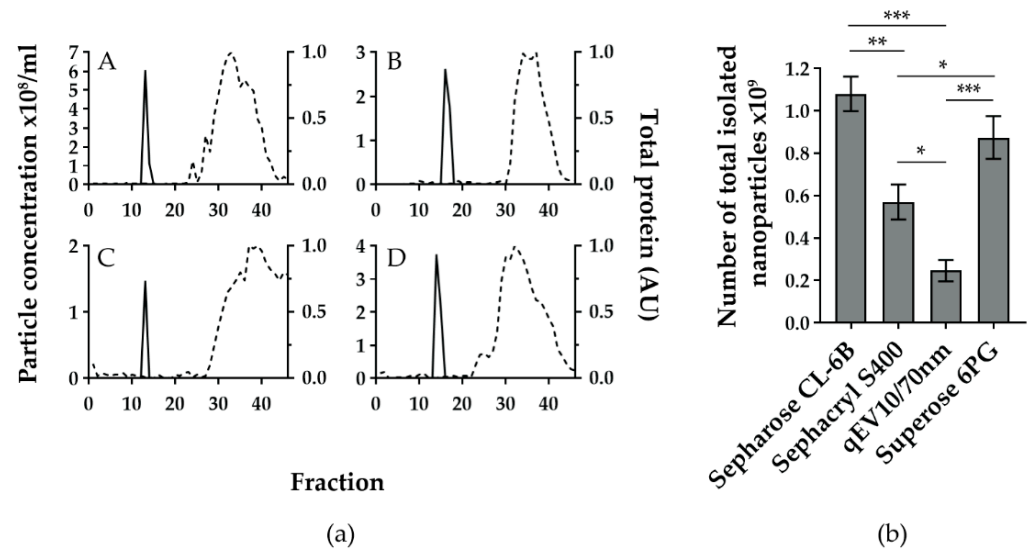 Particle concentration x10⁸/ml
A
7
6
5
4
3
2
1
1
0
1.0
0.5
0.0
0 10 20 30 40
B
3
2
1
0
1.0
0.5
0.0
0 10 20 30 40
C
2
1
0
1.0
0.5
0.0
0 10 20 30 40
D
4
3
2
1
0
1.0
0.5
0.0
0 10 20 30 40
Total protein (AU)
Fraction
(a)
Number of total isolated
nanoparticles x10⁹
***
**
*
***
*
1.2
1.0
0.8
0.6
0.4
0.2
0.0
Sepharose CL-6B
Sephacryl S400
qEV10/70nm
Superose 6PG
(b)